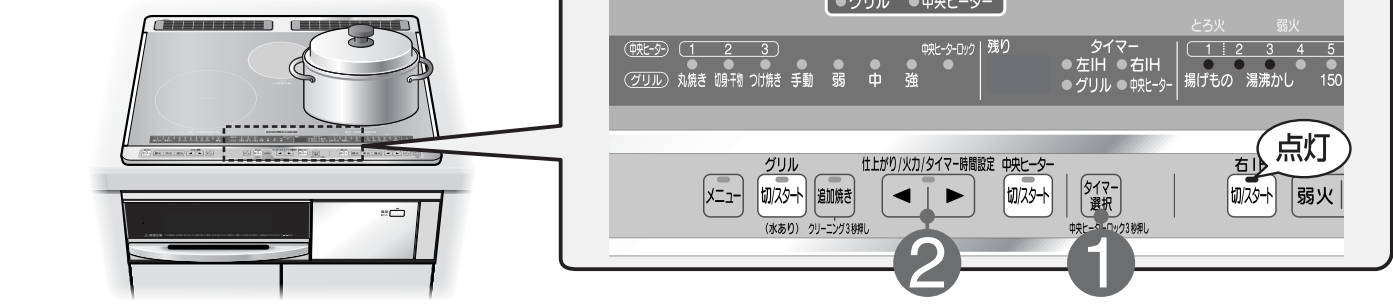 グリル 中央ヒーター
とろ火 弱火
中央ヒーター 1 2 3 中央ヒーターロック
グリル 丸焼き 切身・干物 つけ焼き 手動 弱 中 強
残り タイマー
左IH 右IH
グリル 中央ヒーター
1 2 3 4 5
揚げもの 湯沸かし 150
点灯
グリル 仕上がり/火力/タイマー時間設定 中央ヒーター 右I
メニュー 切/スタート 追加焼き ◀ ▶ 切/スタート タイマー選択 切/スタート 弱火
(水あり) クリーニング3秒押し 中央ヒーターロック3秒押し
2 1